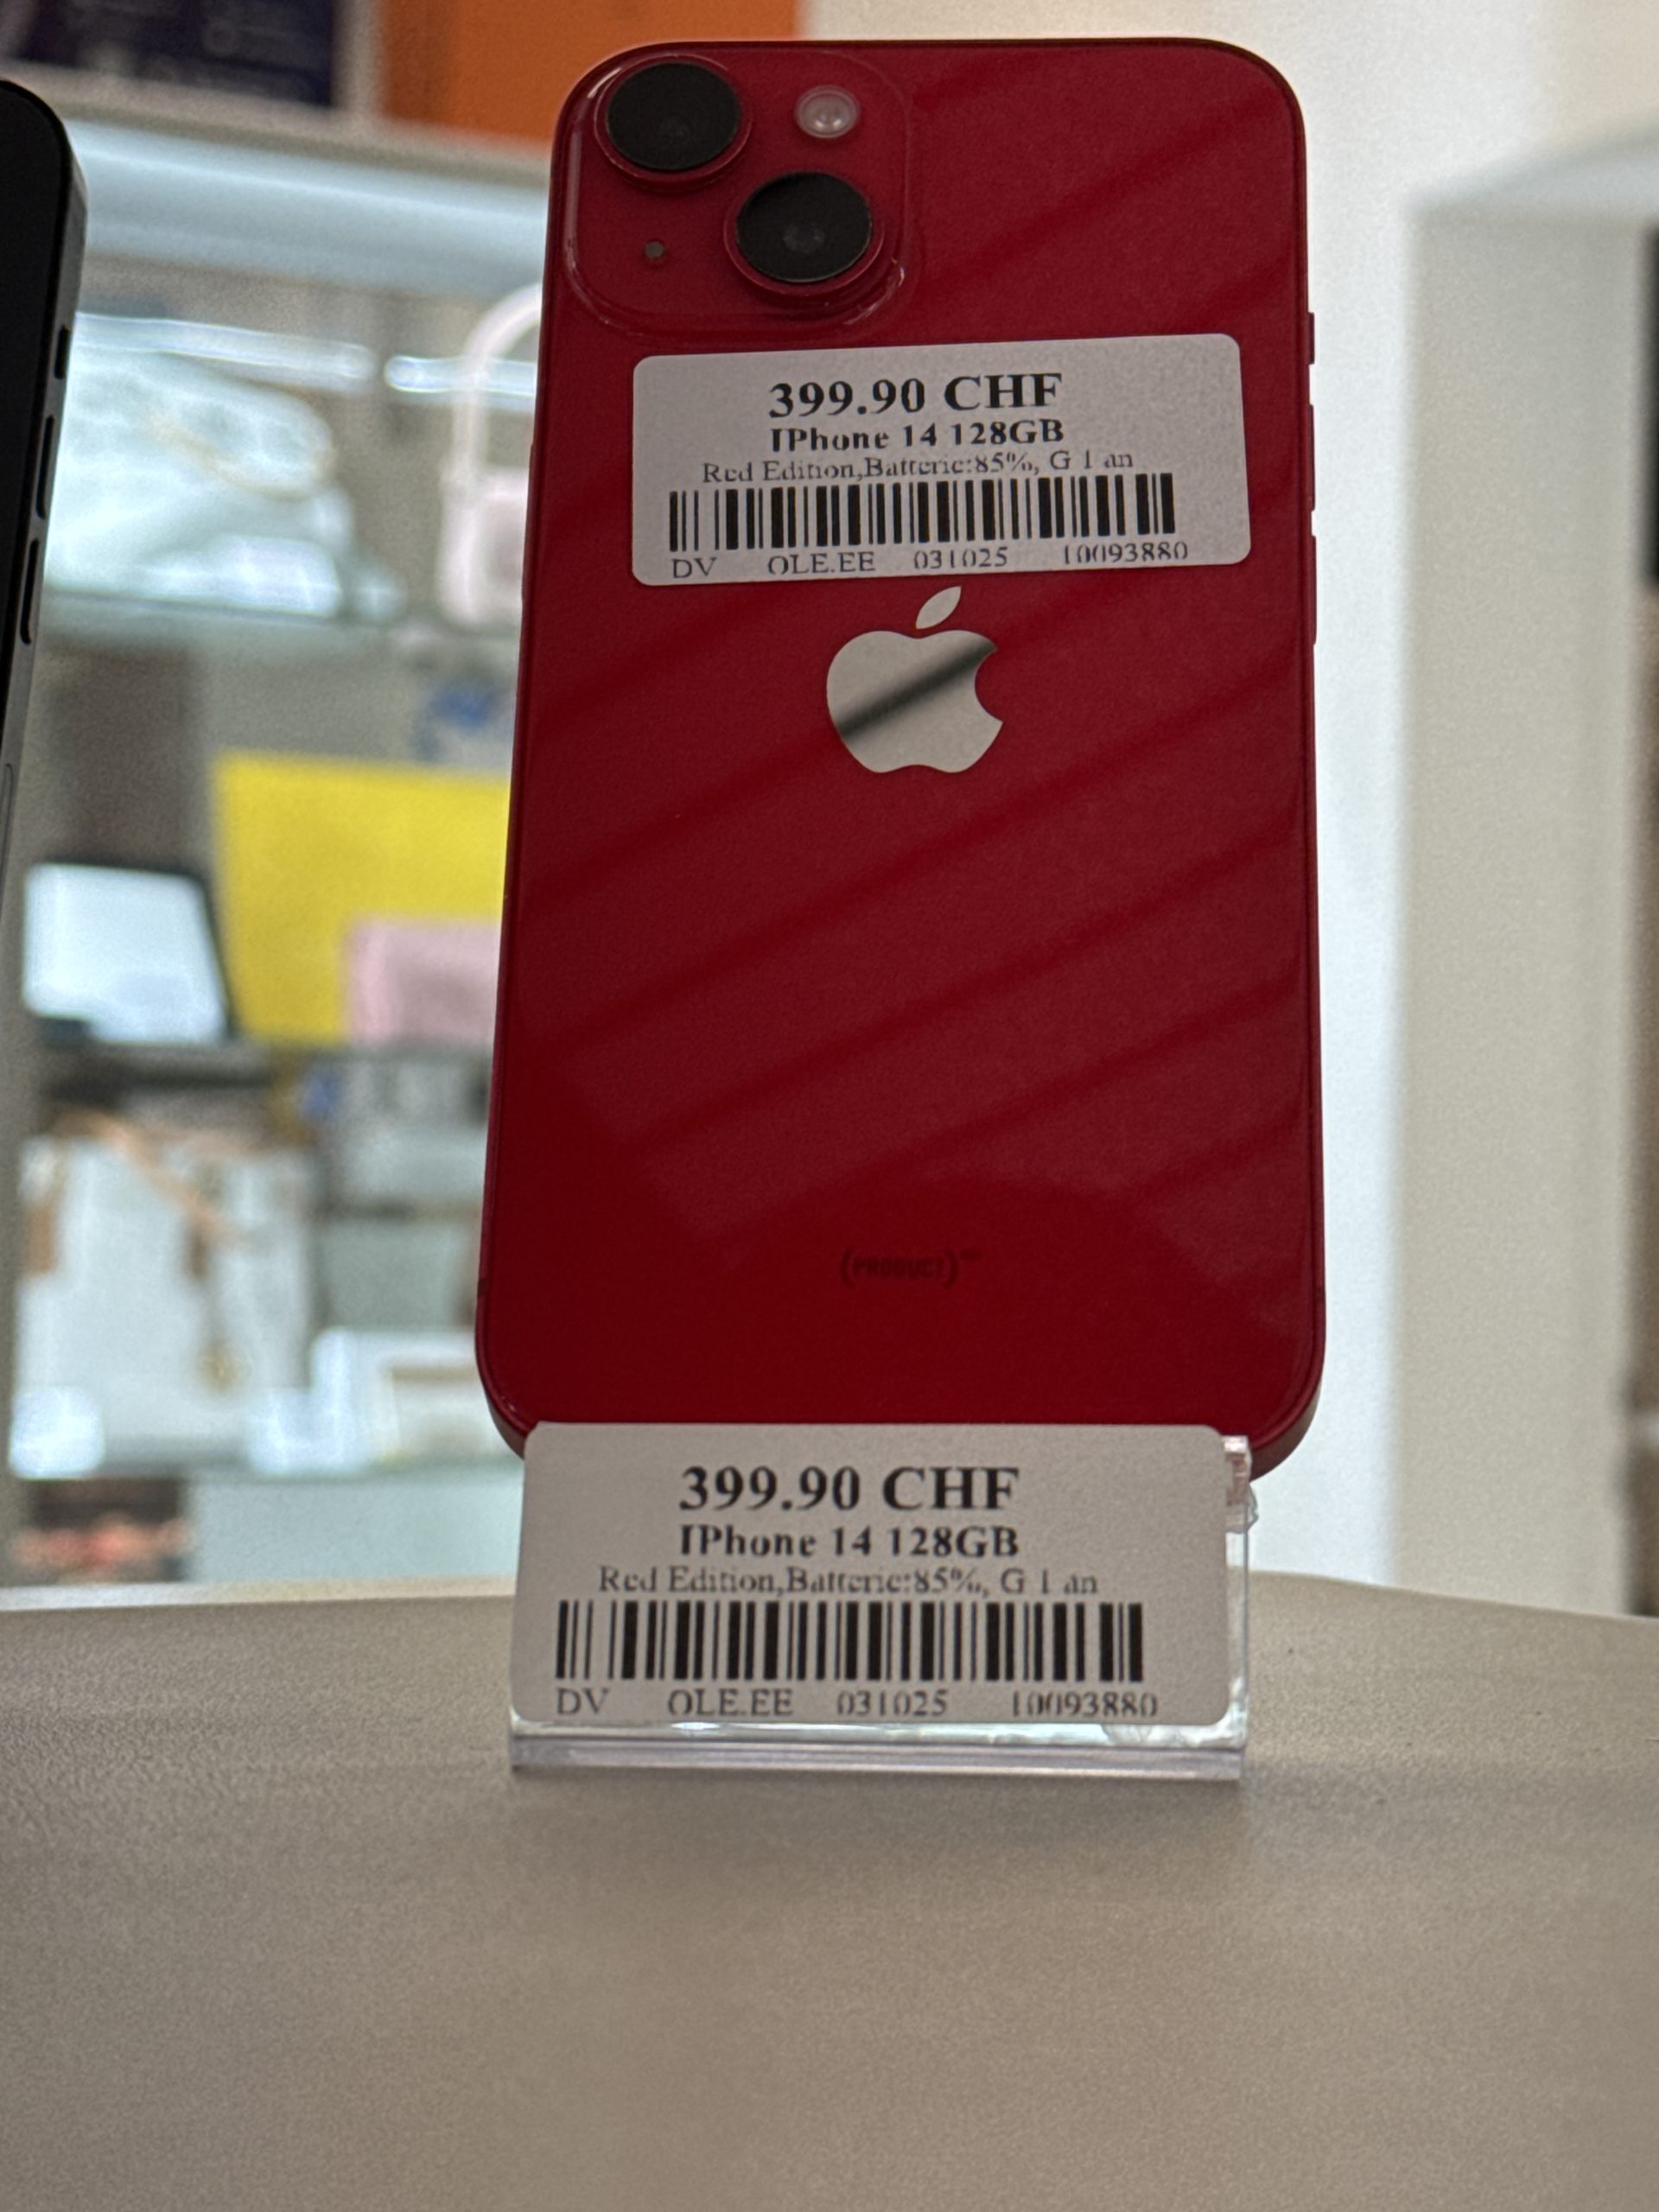 399.90 CHF
IPhone 14 128GB
Red Edition,Batterie:85%, G 1 an
DV OLE.EE 031025 10093880
(PRODUCT)
399.90 CHF
IPhone 14 128GB
Red Edition,Batterie:85%, G 1 an
DV OLE.EE 031025 10093880